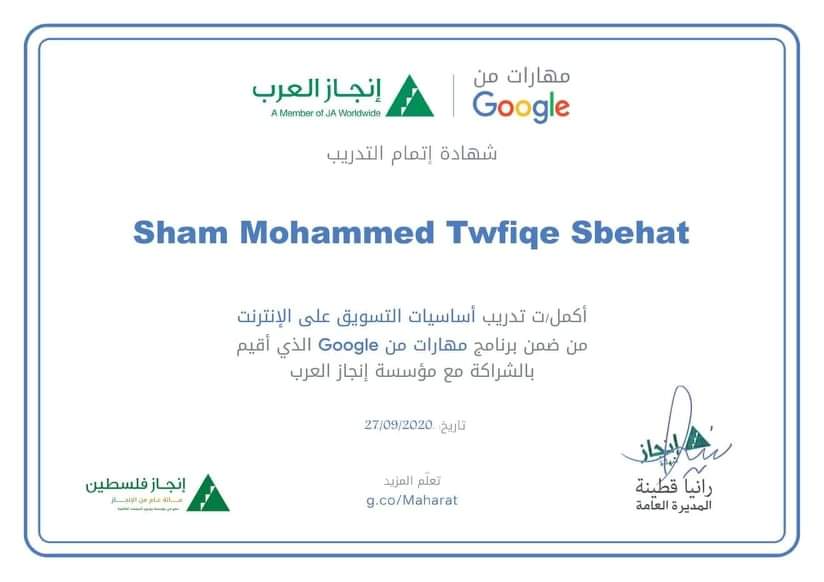 إنجاز العرب
A Member of JA Worldwide
مهارات من
Google
شهادة إتمام التدريب
Sham Mohammed Twfiqe Sbehat
أكمل/ت تدريب أساسيات التسويق على الإنترنت
من ضمن برنامج مهارات من Google الذي أقيم
بالشراكة مع مؤسسة إنجاز العرب
تاريخ: 27/09/2020
إنجاز
رانيا قطينة
المديرة العامة
تعلّم المزيد
g.co/Maharat
إنجاز فلسطين